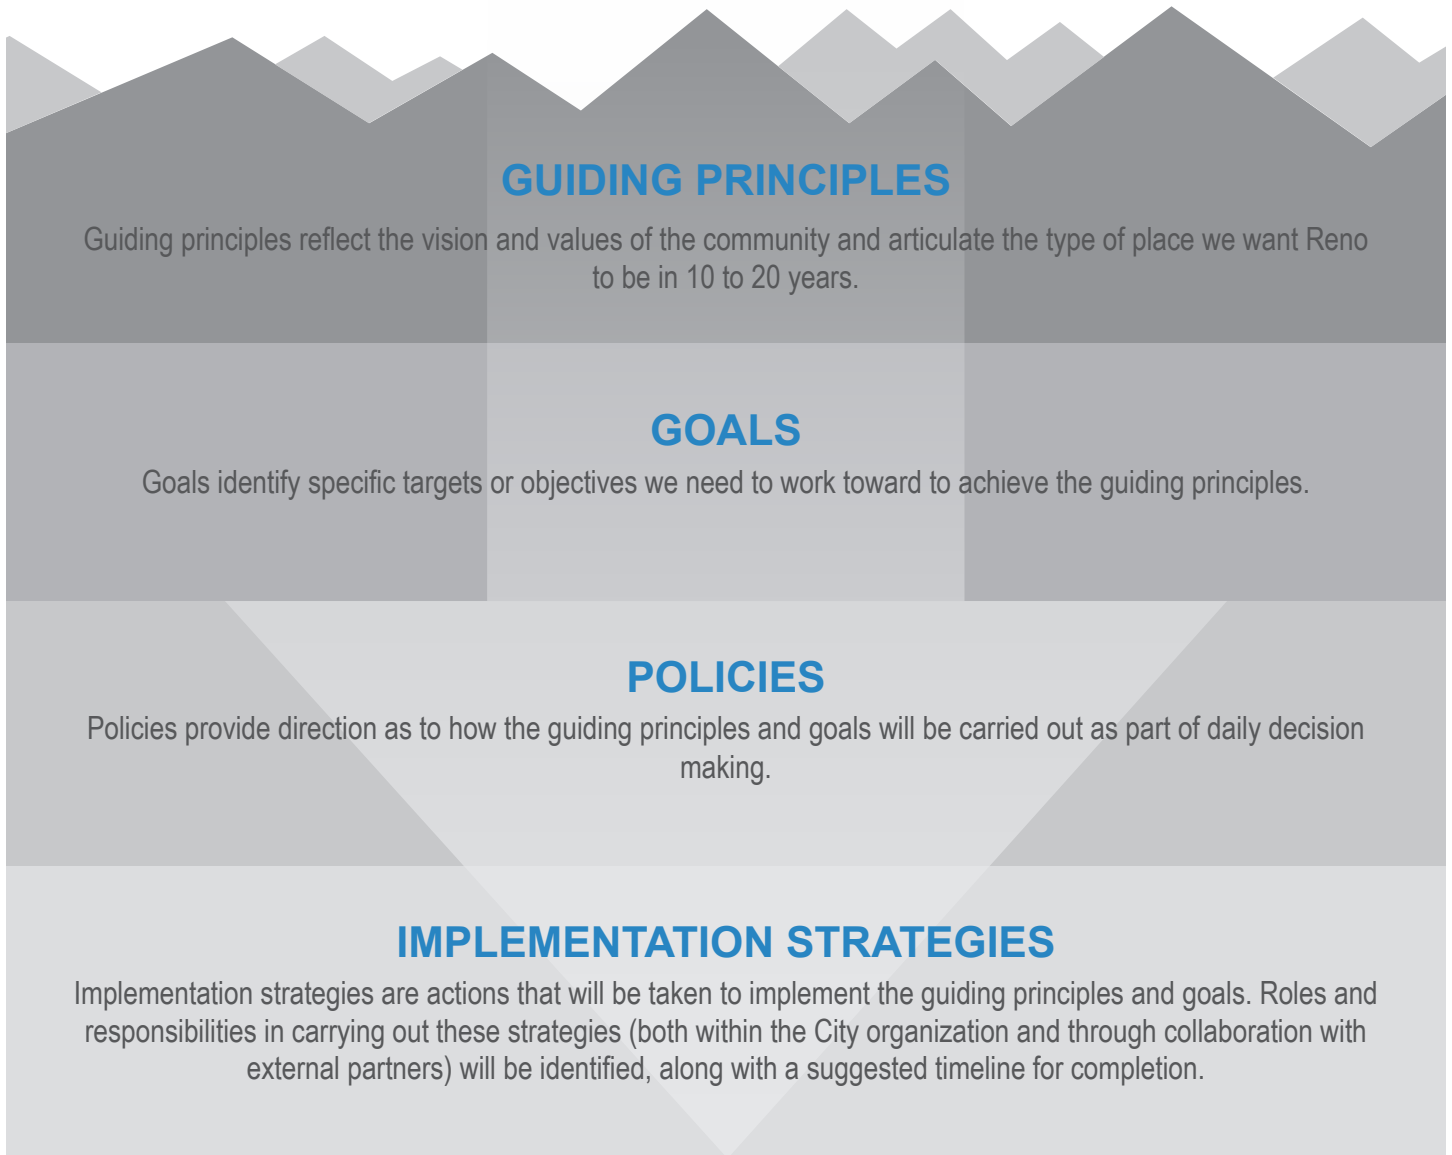 GUIDING PRINCIPLES
Guiding principles reflect the vision and values of the community and articulate the type of place we want Reno
to be in 10 to 20 years.
GOALS
Goals identify specific targets or objectives we need to work toward to achieve the guiding principles.
POLICIES
Policies provide direction as to how the guiding principles and goals will be carried out as part of daily decision
making.
IMPLEMENTATION STRATEGIES
Implementation strategies are actions that will be taken to implement the guiding principles and goals. Roles and
responsibilities in carrying out these strategies (both within the City organization and through collaboration with
external partners) will be identified, along with a suggested timeline for completion.